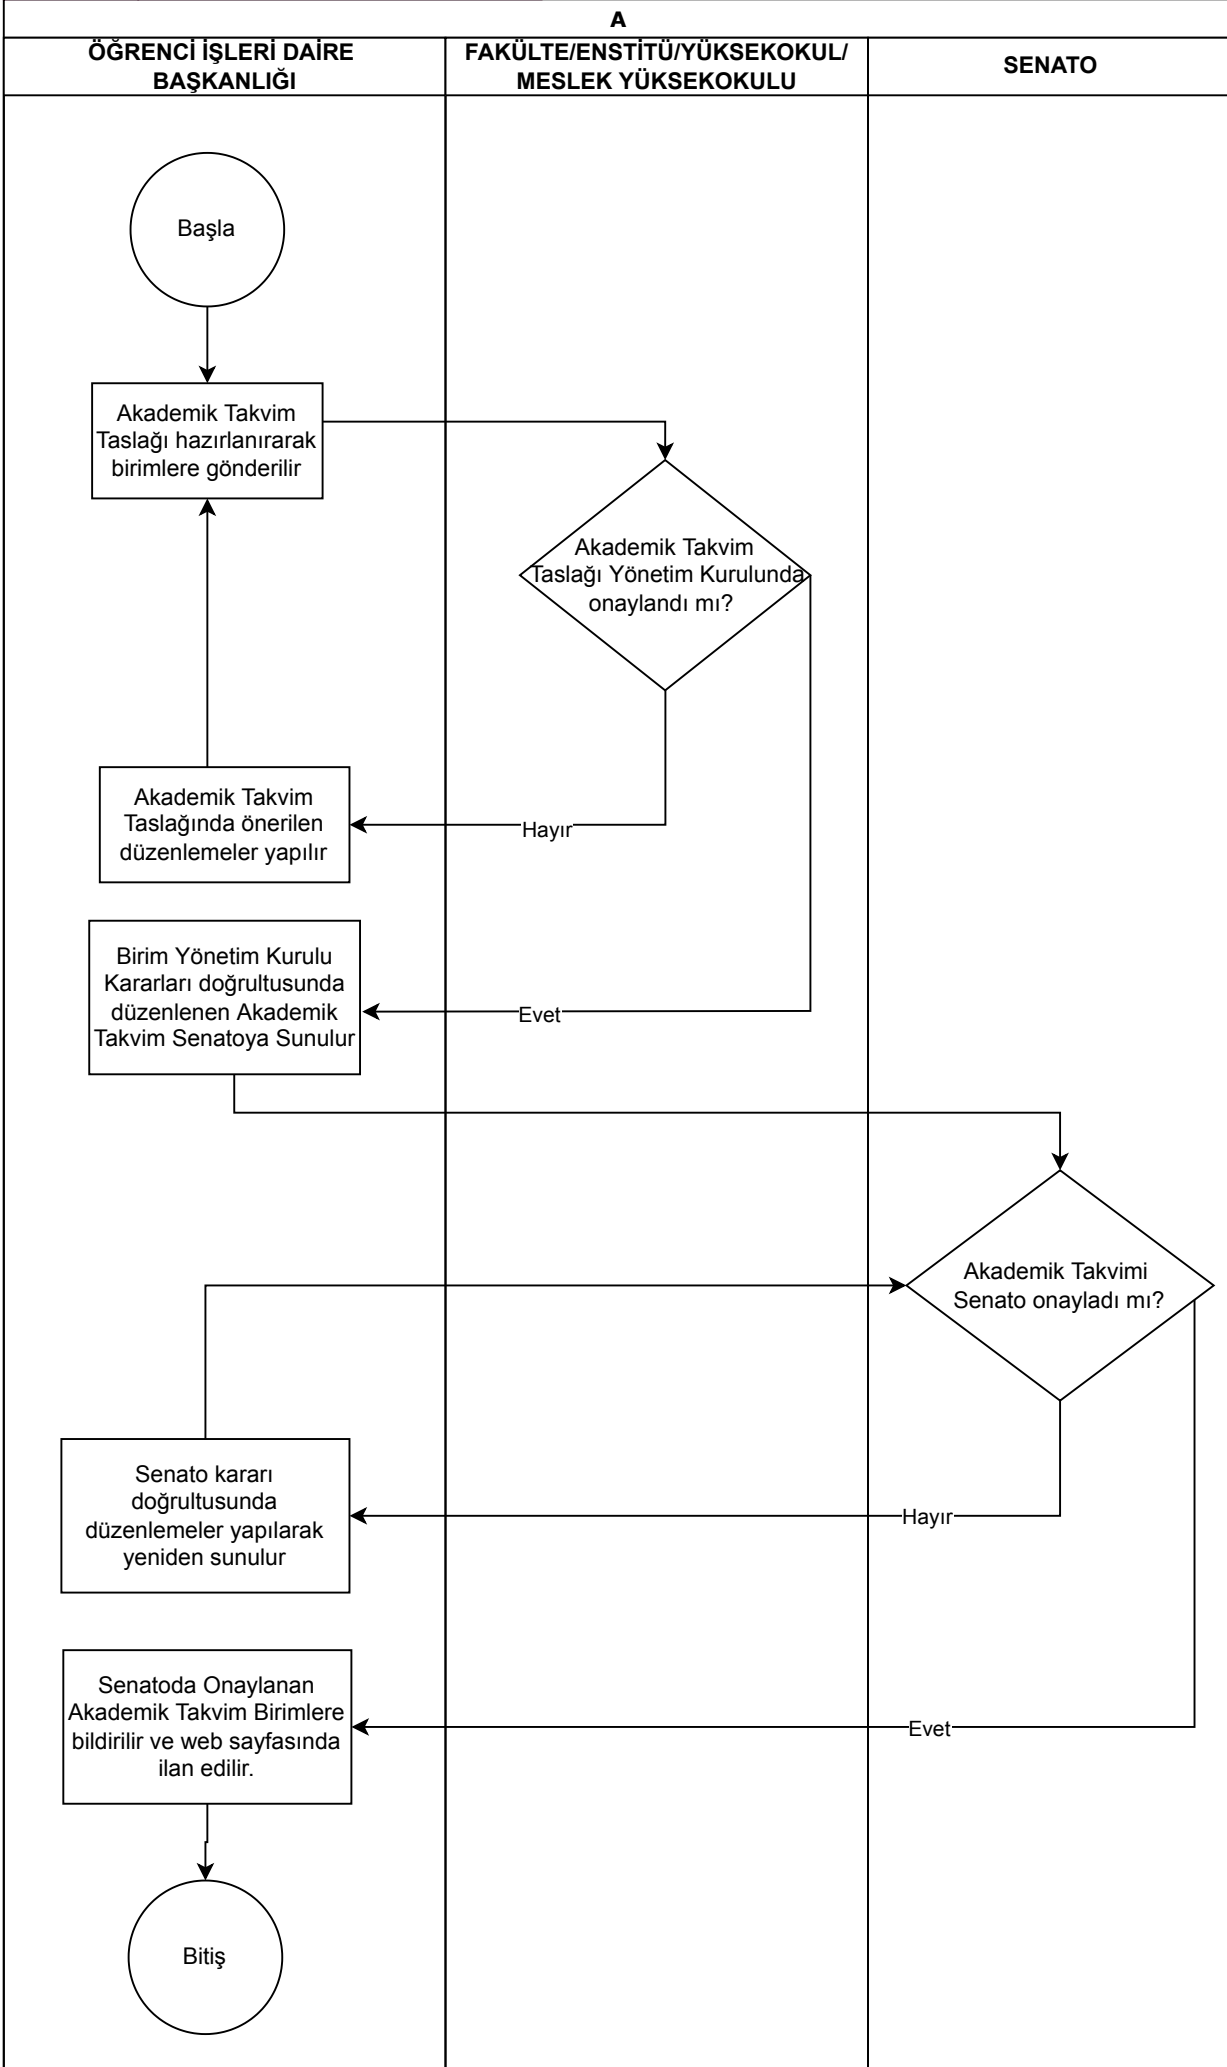 A
ÖĞRENCİ İŞLERİ DAİRE
BAŞKANLIĞI
FAKÜLTE/ENSTİTÜ/YÜKSEKOKUL/
MESLEK YÜKSEKOKULU
SENATO
Başla
Akademik Takvim
Taslağı hazırlanırarak
birimlere gönderilir
Akademik Takvim
Taslağı Yönetim Kurulunda
onaylandı mı?
Akademik Takvim
Taslağında önerilen
düzenlemeler yapılır
Hayır
Birim Yönetim Kurulu
Kararları doğrultusunda
düzenlenen Akademik
Takvim Senatoya Sunulur
Evet
Akademik Takvimi
Senato onayladı mı?
Senato kararı
doğrultusunda
düzenlemeler yapılarak
yeniden sunulur
Hayır
Senatoda Onaylanan
Akademik Takvim Birimlere
bildirilir ve web sayfasında
ilan edilir.
Evet
Bitiş